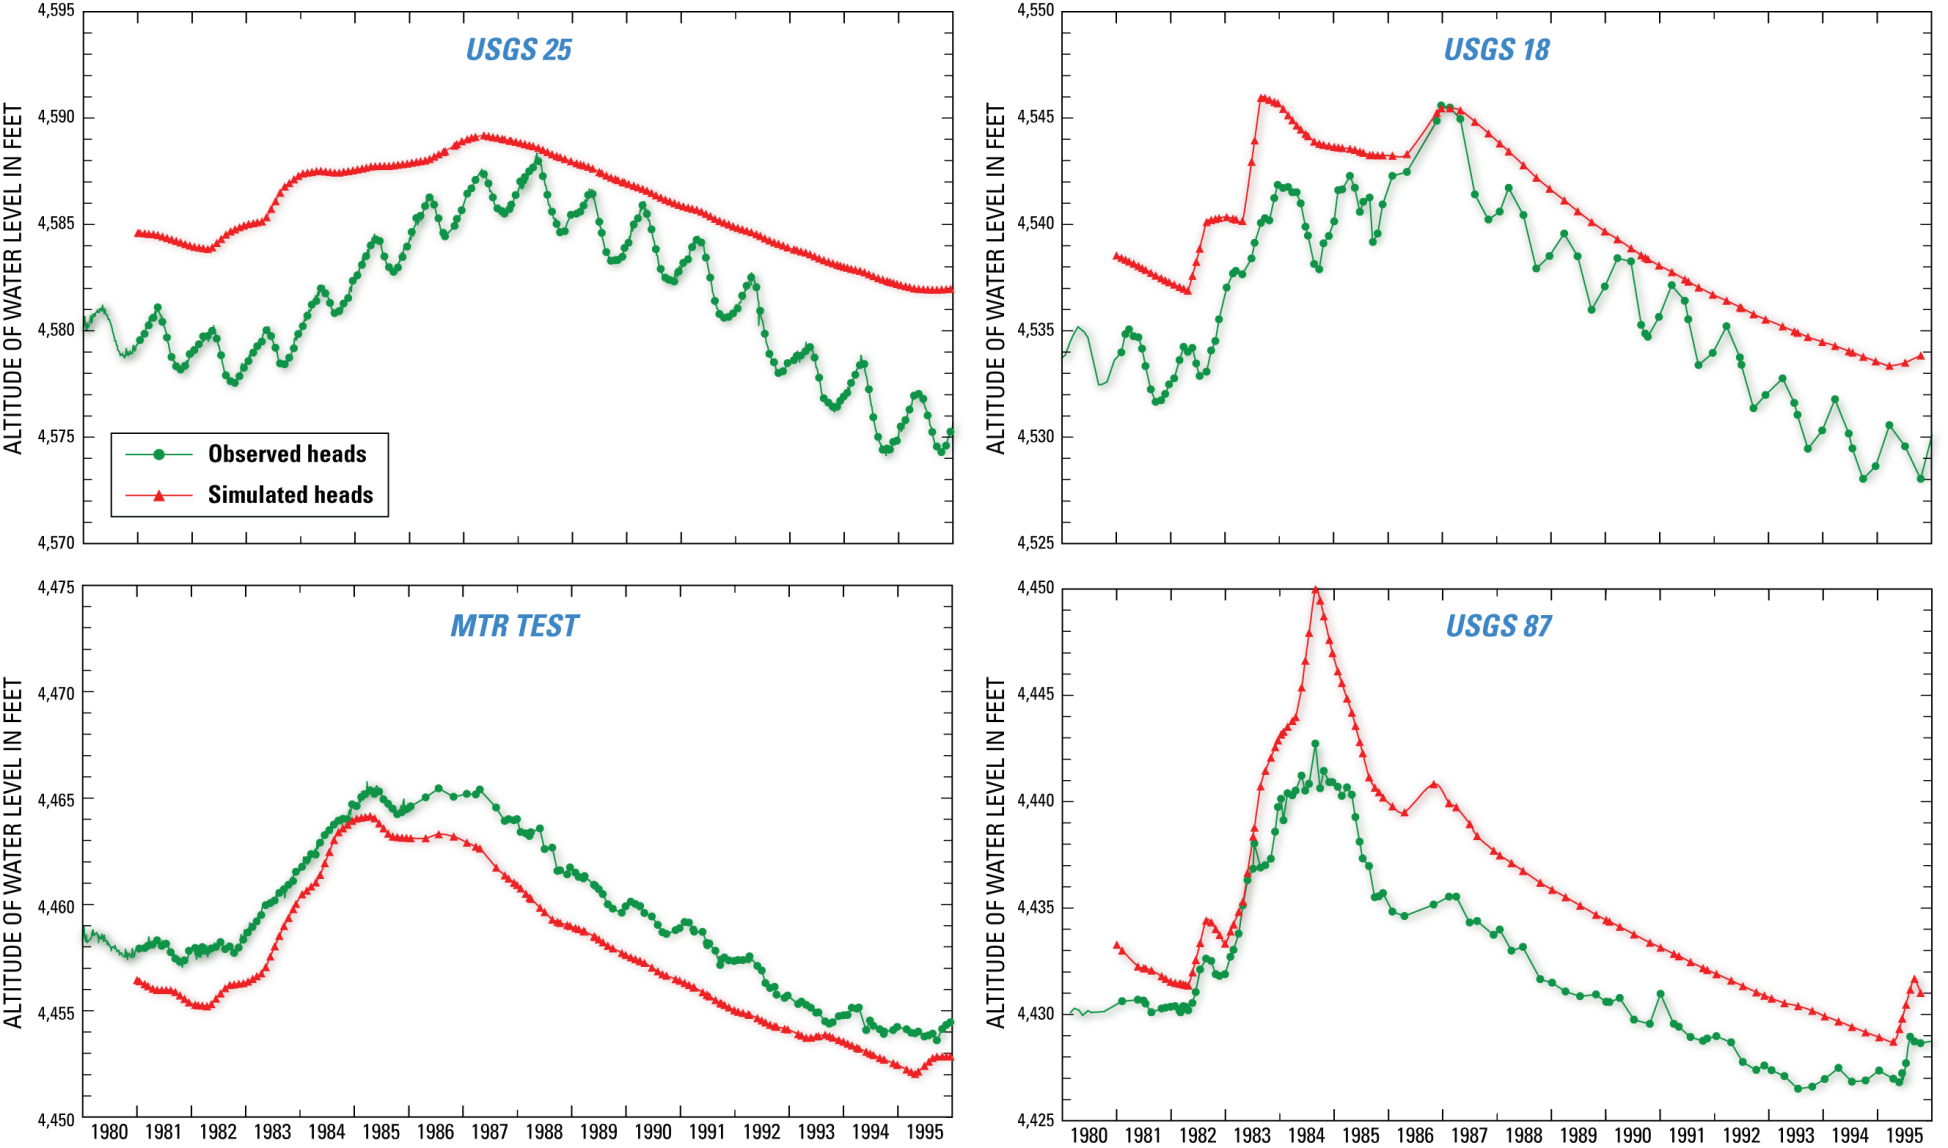 USGS 25
ALTITUDE OF WATER LEVEL IN FEET
4,595
4,590
4,585
4,580
4,575
4,570
Observed heads
Simulated heads
USGS 18
ALTITUDE OF WATER LEVEL IN FEET
4,550
4,545
4,540
4,535
4,530
4,525
MTR TEST
ALTITUDE OF WATER LEVEL IN FEET
4,475
4,470
4,465
4,460
4,455
4,450
1980 1981 1982 1983 1984 1985 1986 1987 1988 1989 1990 1991 1992 1993 1994 1995
USGS 87
ALTITUDE OF WATER LEVEL IN FEET
4,450
4,445
4,440
4,435
4,430
4,425
1980 1981 1982 1983 1984 1985 1986 1987 1988 1989 1990 1991 1992 1993 1994 1995